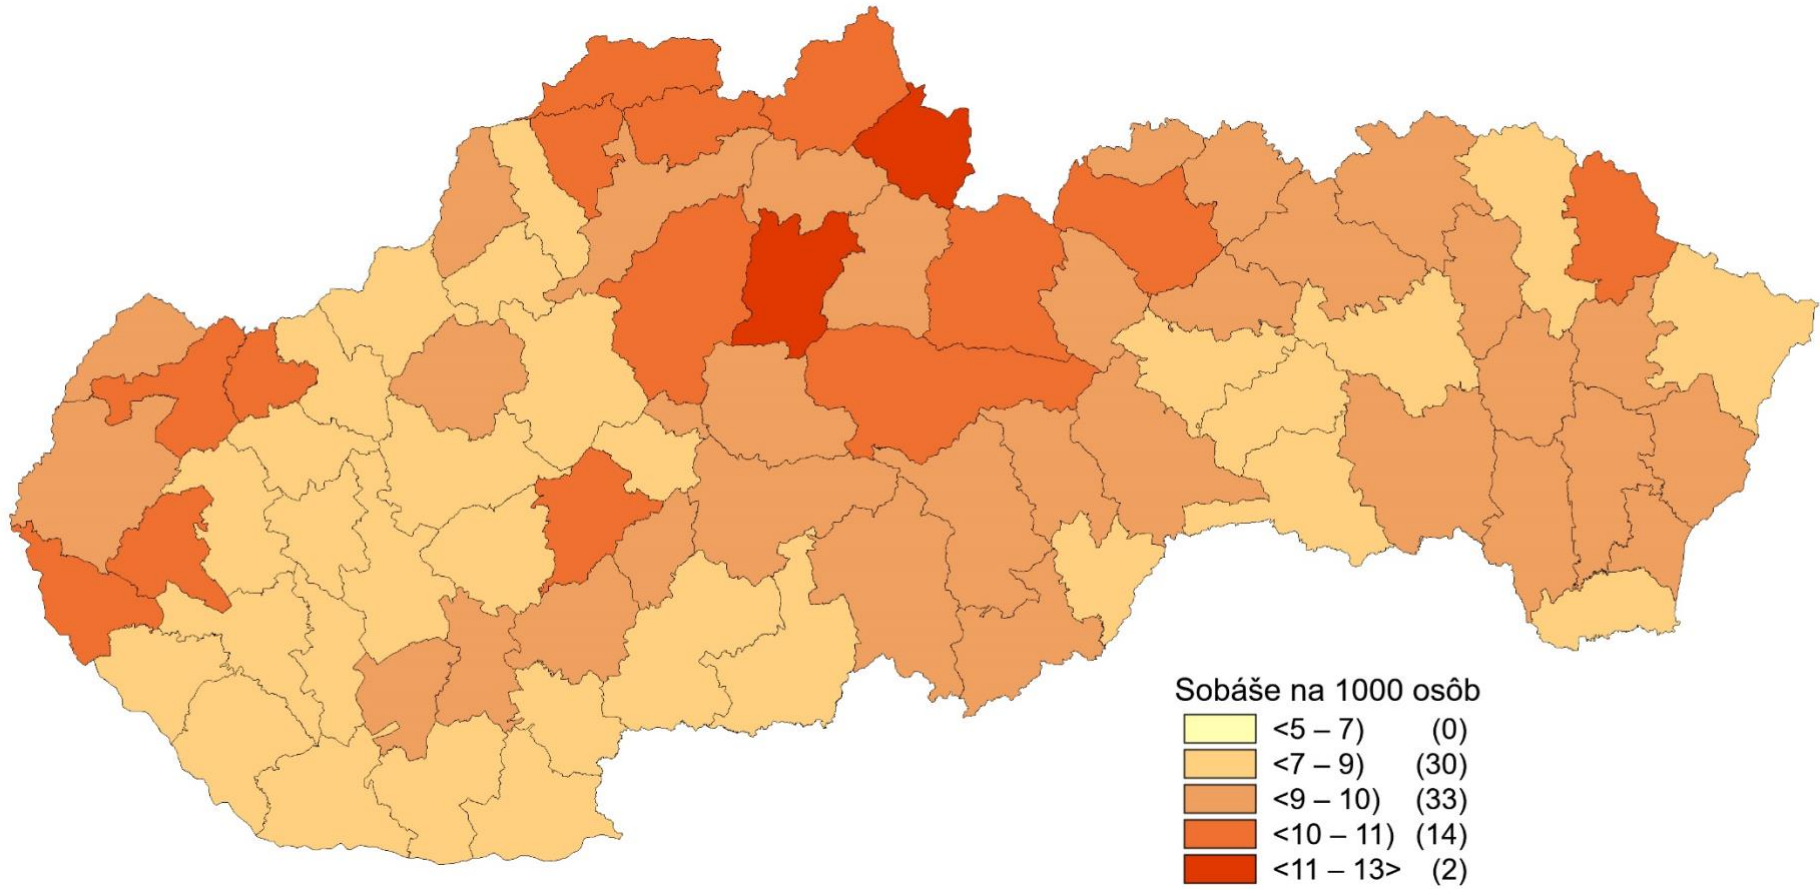 Sobáše na 1000 osôb
<5 – 7) (0)
<7 – 9) (30)
<9 – 10) (33)
<10 – 11) (14)
<11 – 13> (2)